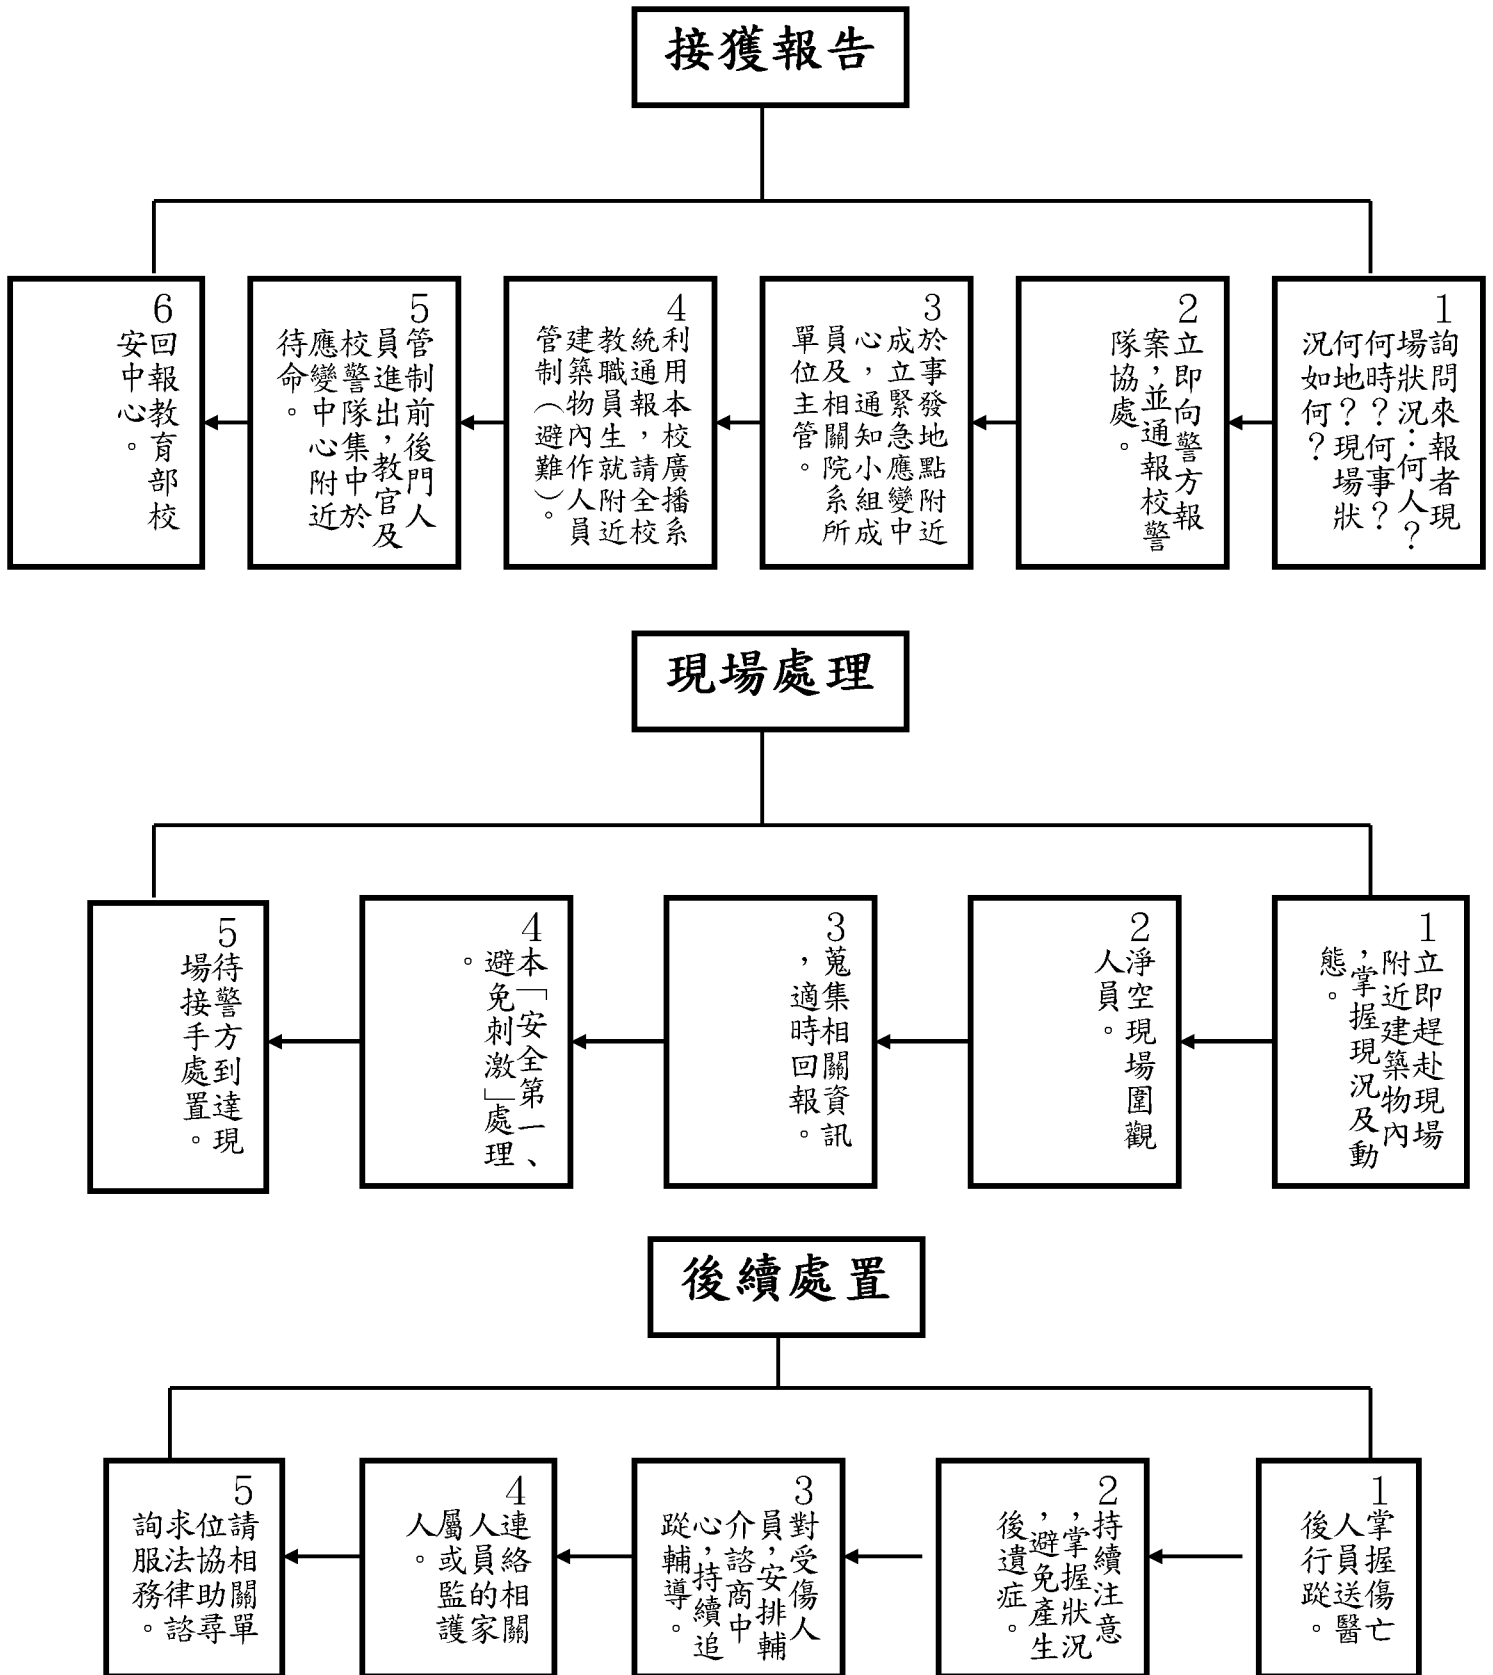 接獲報告
1
詢問來報者現
場狀況：何人？
何時？何事？
何地？現場狀
況如何？
2
立即向警方報
案，並通報校警
隊協處。
3
於事發地點附近
成立緊急應變中
心，通知小組成
員及相關院系所
單位主管。
4
利用本校廣播系
統通報，請全校
教職員生就附近
建築物內作人員
管制（避難）。
5
管制前後門人
員進出，教官及
校警隊集中於
應變中心附近
待命。
6
回報教育部校
安中心。
現場處理
1
立即趕赴現場
附近建築物內
，掌握現況及動
態。
2
淨空現場圍觀
人員。
3
蒐集相關資訊
，適時回報。
4
本「安全第一、
避免刺激」處理
。
5
待警方到達現
場接手處置。
後續處置
1
掌握傷亡
人員送醫
後行蹤。
2
持續注意
，掌握狀況
，避免產生
後遺症。
3
對受傷人
員，安排輔
介諮商中
心，持續追
蹤輔導。
4
連絡相關
人員的家
屬或監護
人。
5
請相關單
位協助尋
求法律諮
詢服務。